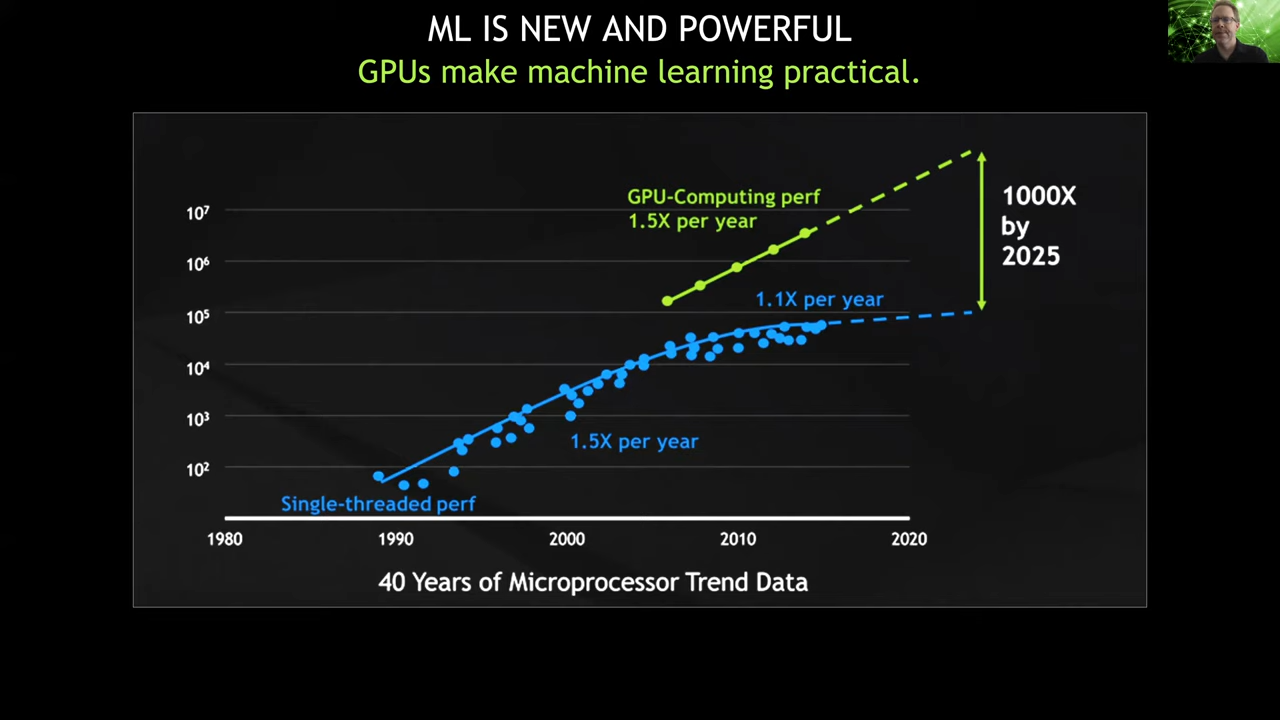 ML IS NEW AND POWERFUL
GPUs make machine learning practical.
GPU-Computing perf
1.5X per year
1000X
by
2025
10⁷
10⁶
1.1X per year
10⁵
10⁴
10³
1.5X per year
10²
Single-threaded perf
1980 1990 2000 2010 2020
40 Years of Microprocessor Trend Data